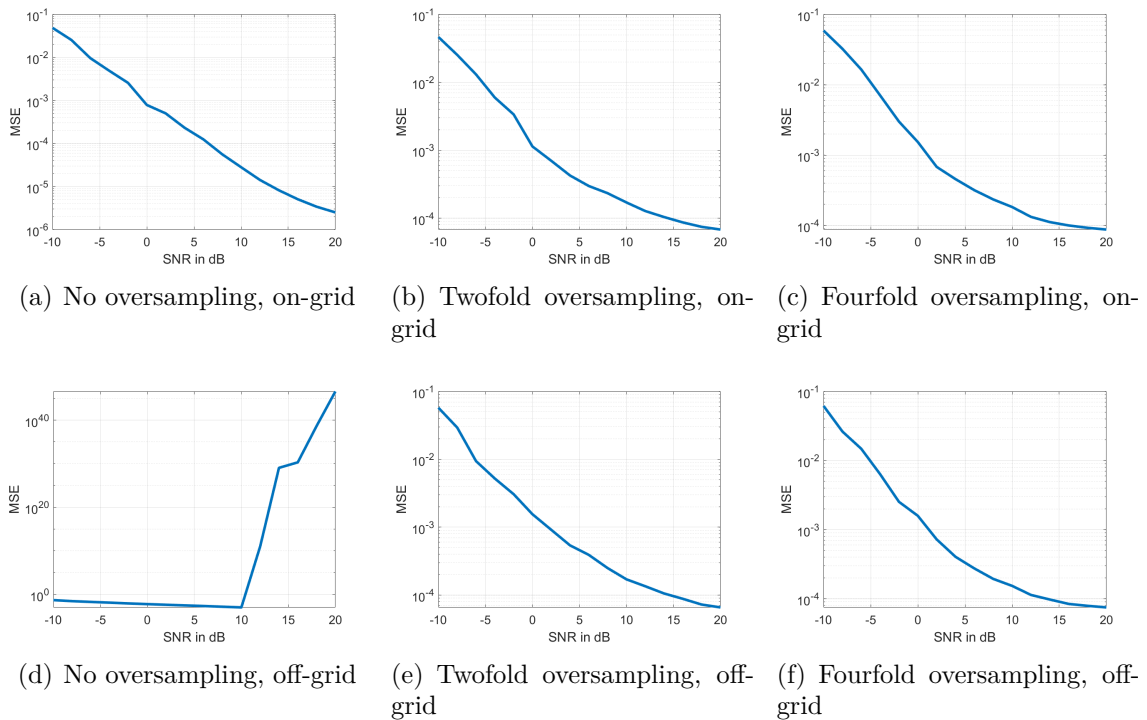 10^-1
10^-2
10^-3
10^-4
10^-5
10^-6
MSE
-10 -5 0 5 10 15 20
SNR in dB
(a) No oversampling, on-grid
10^-1
10^-2
10^-3
10^-4
MSE
-10 -5 0 5 10 15 20
SNR in dB
(b) Twofold oversampling, on-
grid
10^-1
10^-2
10^-3
10^-4
MSE
-10 -5 0 5 10 15 20
SNR in dB
(c) Fourfold oversampling, on-
grid
10^40
10^20
10^0
MSE
-10 -5 0 5 10 15 20
SNR in dB
(d) No oversampling, off-grid
10^-1
10^-2
10^-3
10^-4
MSE
-10 -5 0 5 10 15 20
SNR in dB
(e) Twofold oversampling, off-
grid
10^-1
10^-2
10^-3
10^-4
MSE
-10 -5 0 5 10 15 20
SNR in dB
(f) Fourfold oversampling, off-
grid